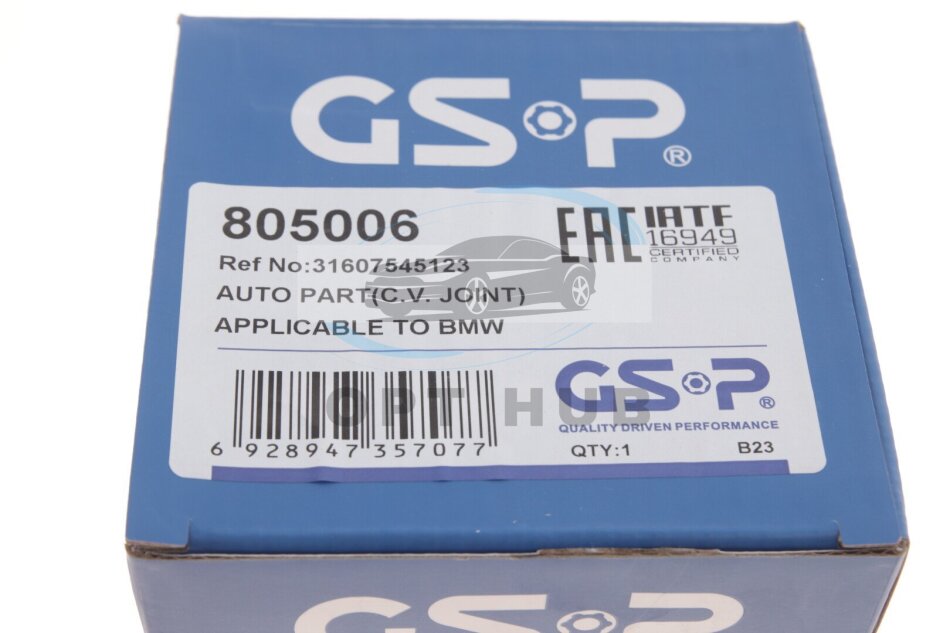 GSP®
805006
EAC IATF
16949
CERTIFIED
COMPANY
Ref No:31607545123
AUTO PART(C.V. JOINT)
APPLICABLE TO BMW
GSP®
OPT HUB
QUALITY DRIVEN PERFORMANCE
6 928947 357077
QTY:1 B23
GSP